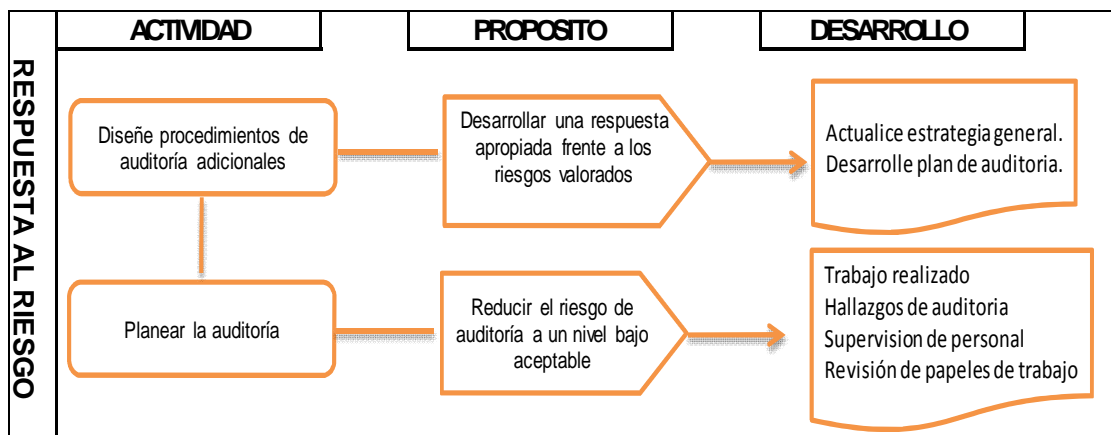 ACTIVIDAD
PROPOSITO
DESARROLLO
RESPUESTA AL RIESGO
Diseñe procedimientos de
auditoría adicionales
Desarrollar una respuesta
apropiada frente a los
riesgos valorados
Actualice estrategia general.
Desarrolle plan de auditoria.
Planear la auditoría
Reducir el riesgo de
auditoría a un nivel bajo
aceptable
Trabajo realizado
Hallazgos de auditoria
Supervision de personal
Revisión de papeles de trabajo